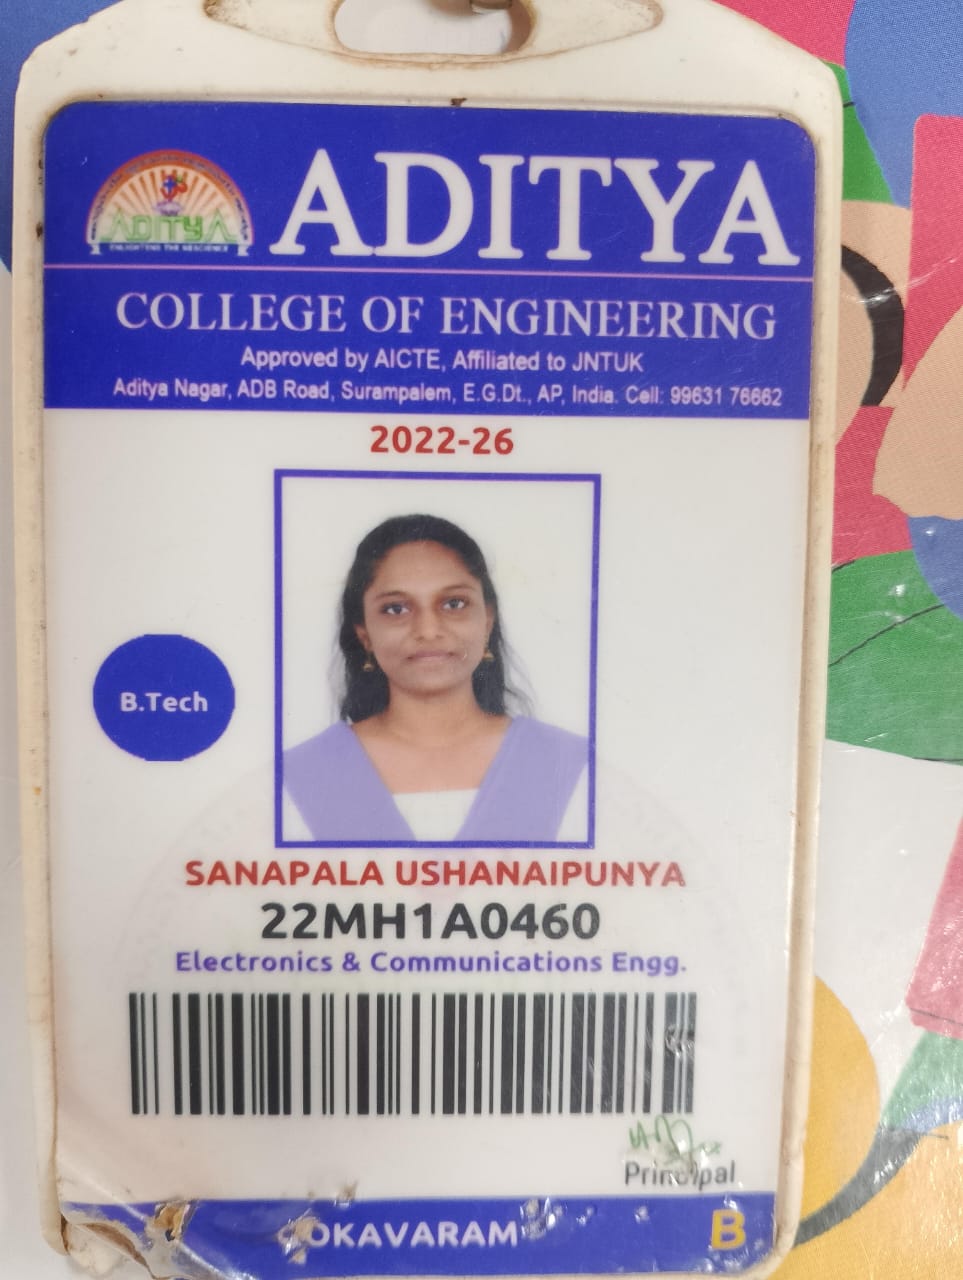 ADITYA
ENLIGHTENS THE NESCIENCE
ADITYA
COLLEGE OF ENGINEERING
Approved by AICTE, Affiliated to JNTUK
Aditya Nagar, ADB Road, Surampalem, E.G.Dt., AP, India. Cell: 99631 76662
2022-26
B.Tech
SANAPALA USHANAIPUNYA
22MH1A0460
Electronics & Communications Engg.
Principal
OKAVARAM
B